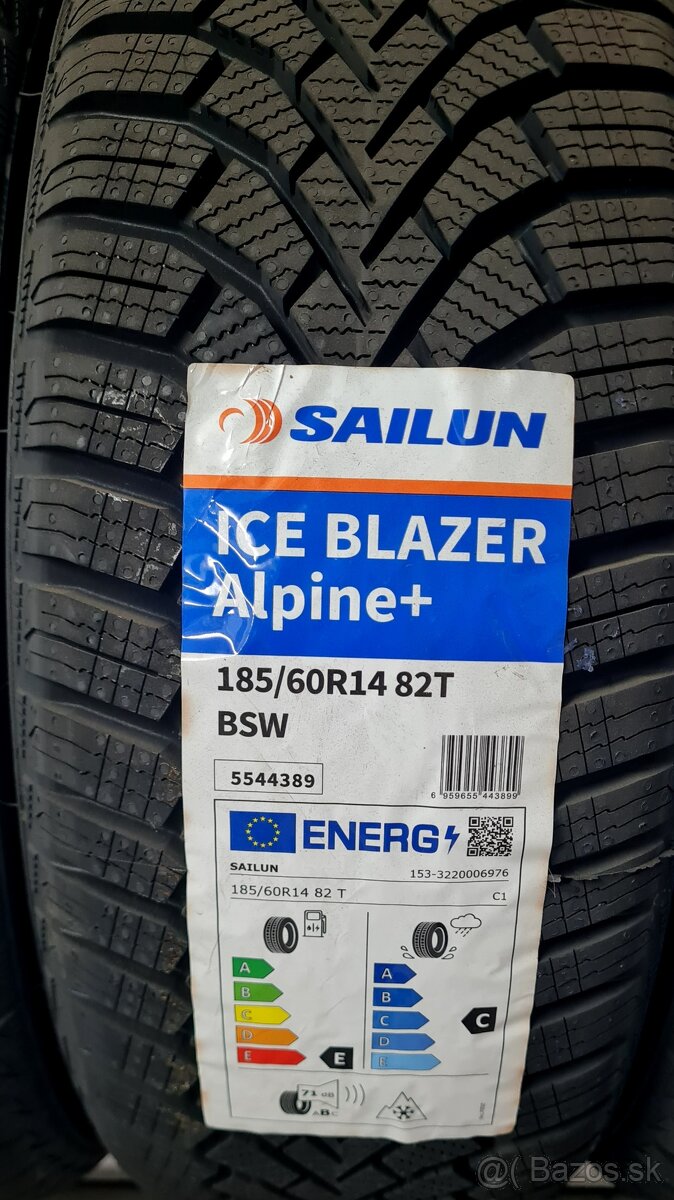 SAILUN
ICE BLAZER
Alpine+
185/60R14 82T
BSW
5544389
6 959655 443899
ENERG
SAILUN
153-3220006976
185/60R14 82 T
C1
A
B
C
D
E
E
A
B
C
D
E
C
71 dB
ABC
@( Bazos.sk